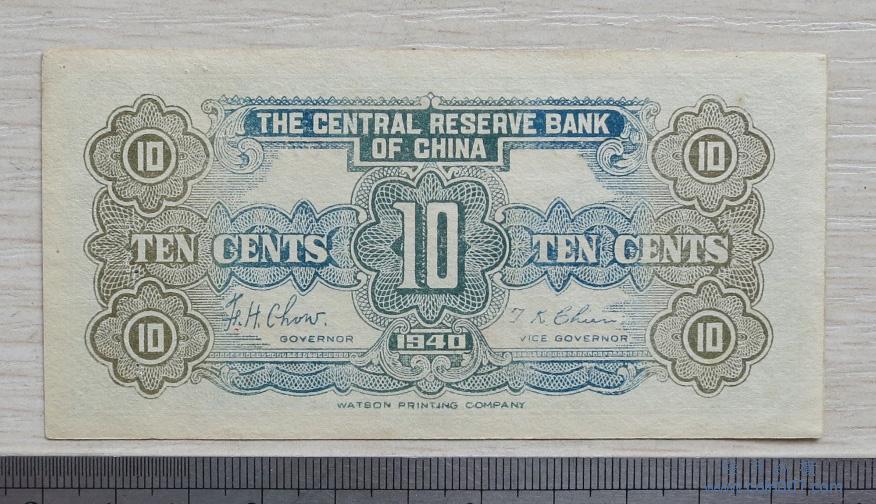 THE CENTRAL RESERVE BANK
OF CHINA
10 10
10
TEN CENTS TEN CENTS
F. H. Chow.
GOVERNOR VICE GOVERNOR
10 10
1940
WATSON PRINTING COMPANY